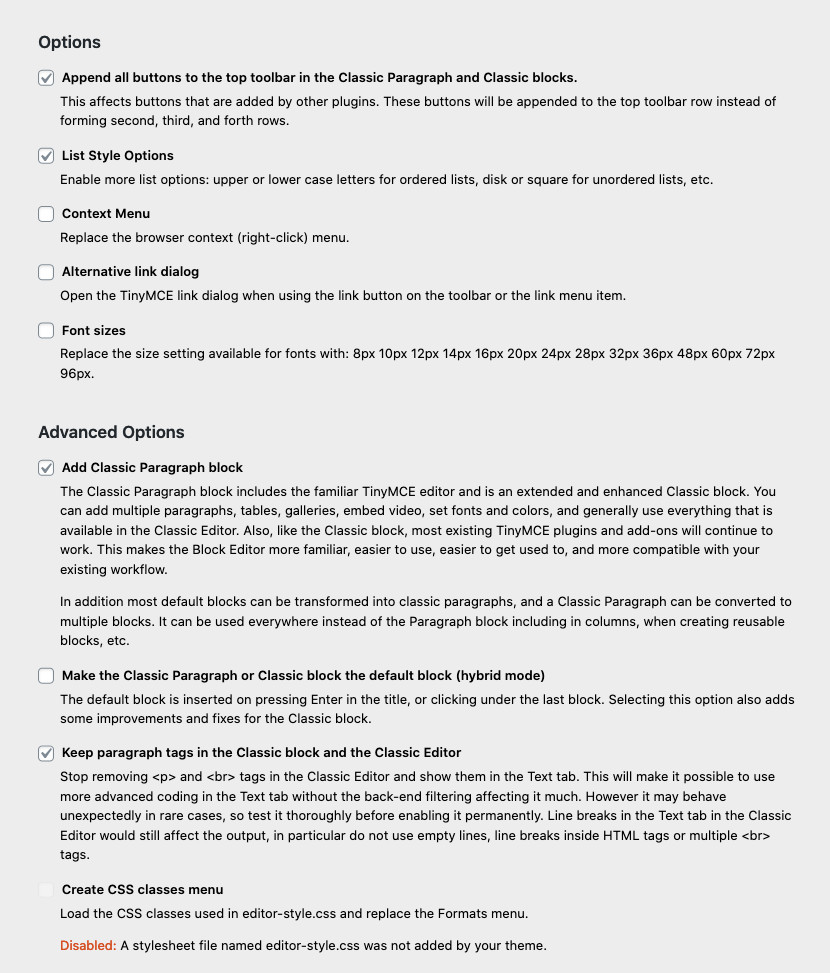 Options
Append all buttons to the top toolbar in the Classic Paragraph and Classic blocks.
This affects buttons that are added by other plugins. These buttons will be appended to the top toolbar row instead of
forming second, third, and forth rows.
List Style Options
Enable more list options: upper or lower case letters for ordered lists, disk or square for unordered lists, etc.
Context Menu
Replace the browser context (right-click) menu.
Alternative link dialog
Open the TinyMCE link dialog when using the link button on the toolbar or the link menu item.
Font sizes
Replace the size setting available for fonts with: 8px 10px 12px 14px 16px 20px 24px 28px 32px 36px 48px 60px 72px
96px.
Advanced Options
Add Classic Paragraph block
The Classic Paragraph block includes the familiar TinyMCE editor and is an extended and enhanced Classic block. You
can add multiple paragraphs, tables, galleries, embed video, set fonts and colors, and generally use everything that is
available in the Classic Editor. Also, like the Classic block, most existing TinyMCE plugins and add-ons will continue to
work. This makes the Block Editor more familiar, easier to use, easier to get used to, and more compatible with your
existing workflow.
In addition most default blocks can be transformed into classic paragraphs, and a Classic Paragraph can be converted to
multiple blocks. It can be used everywhere instead of the Paragraph block including in columns, when creating reusable
blocks, etc.
Make the Classic Paragraph or Classic block the default block (hybrid mode)
The default block is inserted on pressing Enter in the title, or clicking under the last block. Selecting this option also adds
some improvements and fixes for the Classic block.
Keep paragraph tags in the Classic block and the Classic Editor
Stop removing <p> and <br> tags in the Classic Editor and show them in the Text tab. This will make it possible to use
more advanced coding in the Text tab without the back-end filtering affecting it much. However it may behave
unexpectedly in rare cases, so test it thoroughly before enabling it permanently. Line breaks in the Text tab in the Classic
Editor would still affect the output, in particular do not use empty lines, line breaks inside HTML tags or multiple <br>
tags.
Create CSS classes menu
Load the CSS classes used in editor-style.css and replace the Formats menu.
Disabled: A stylesheet file named editor-style.css was not added by your theme.